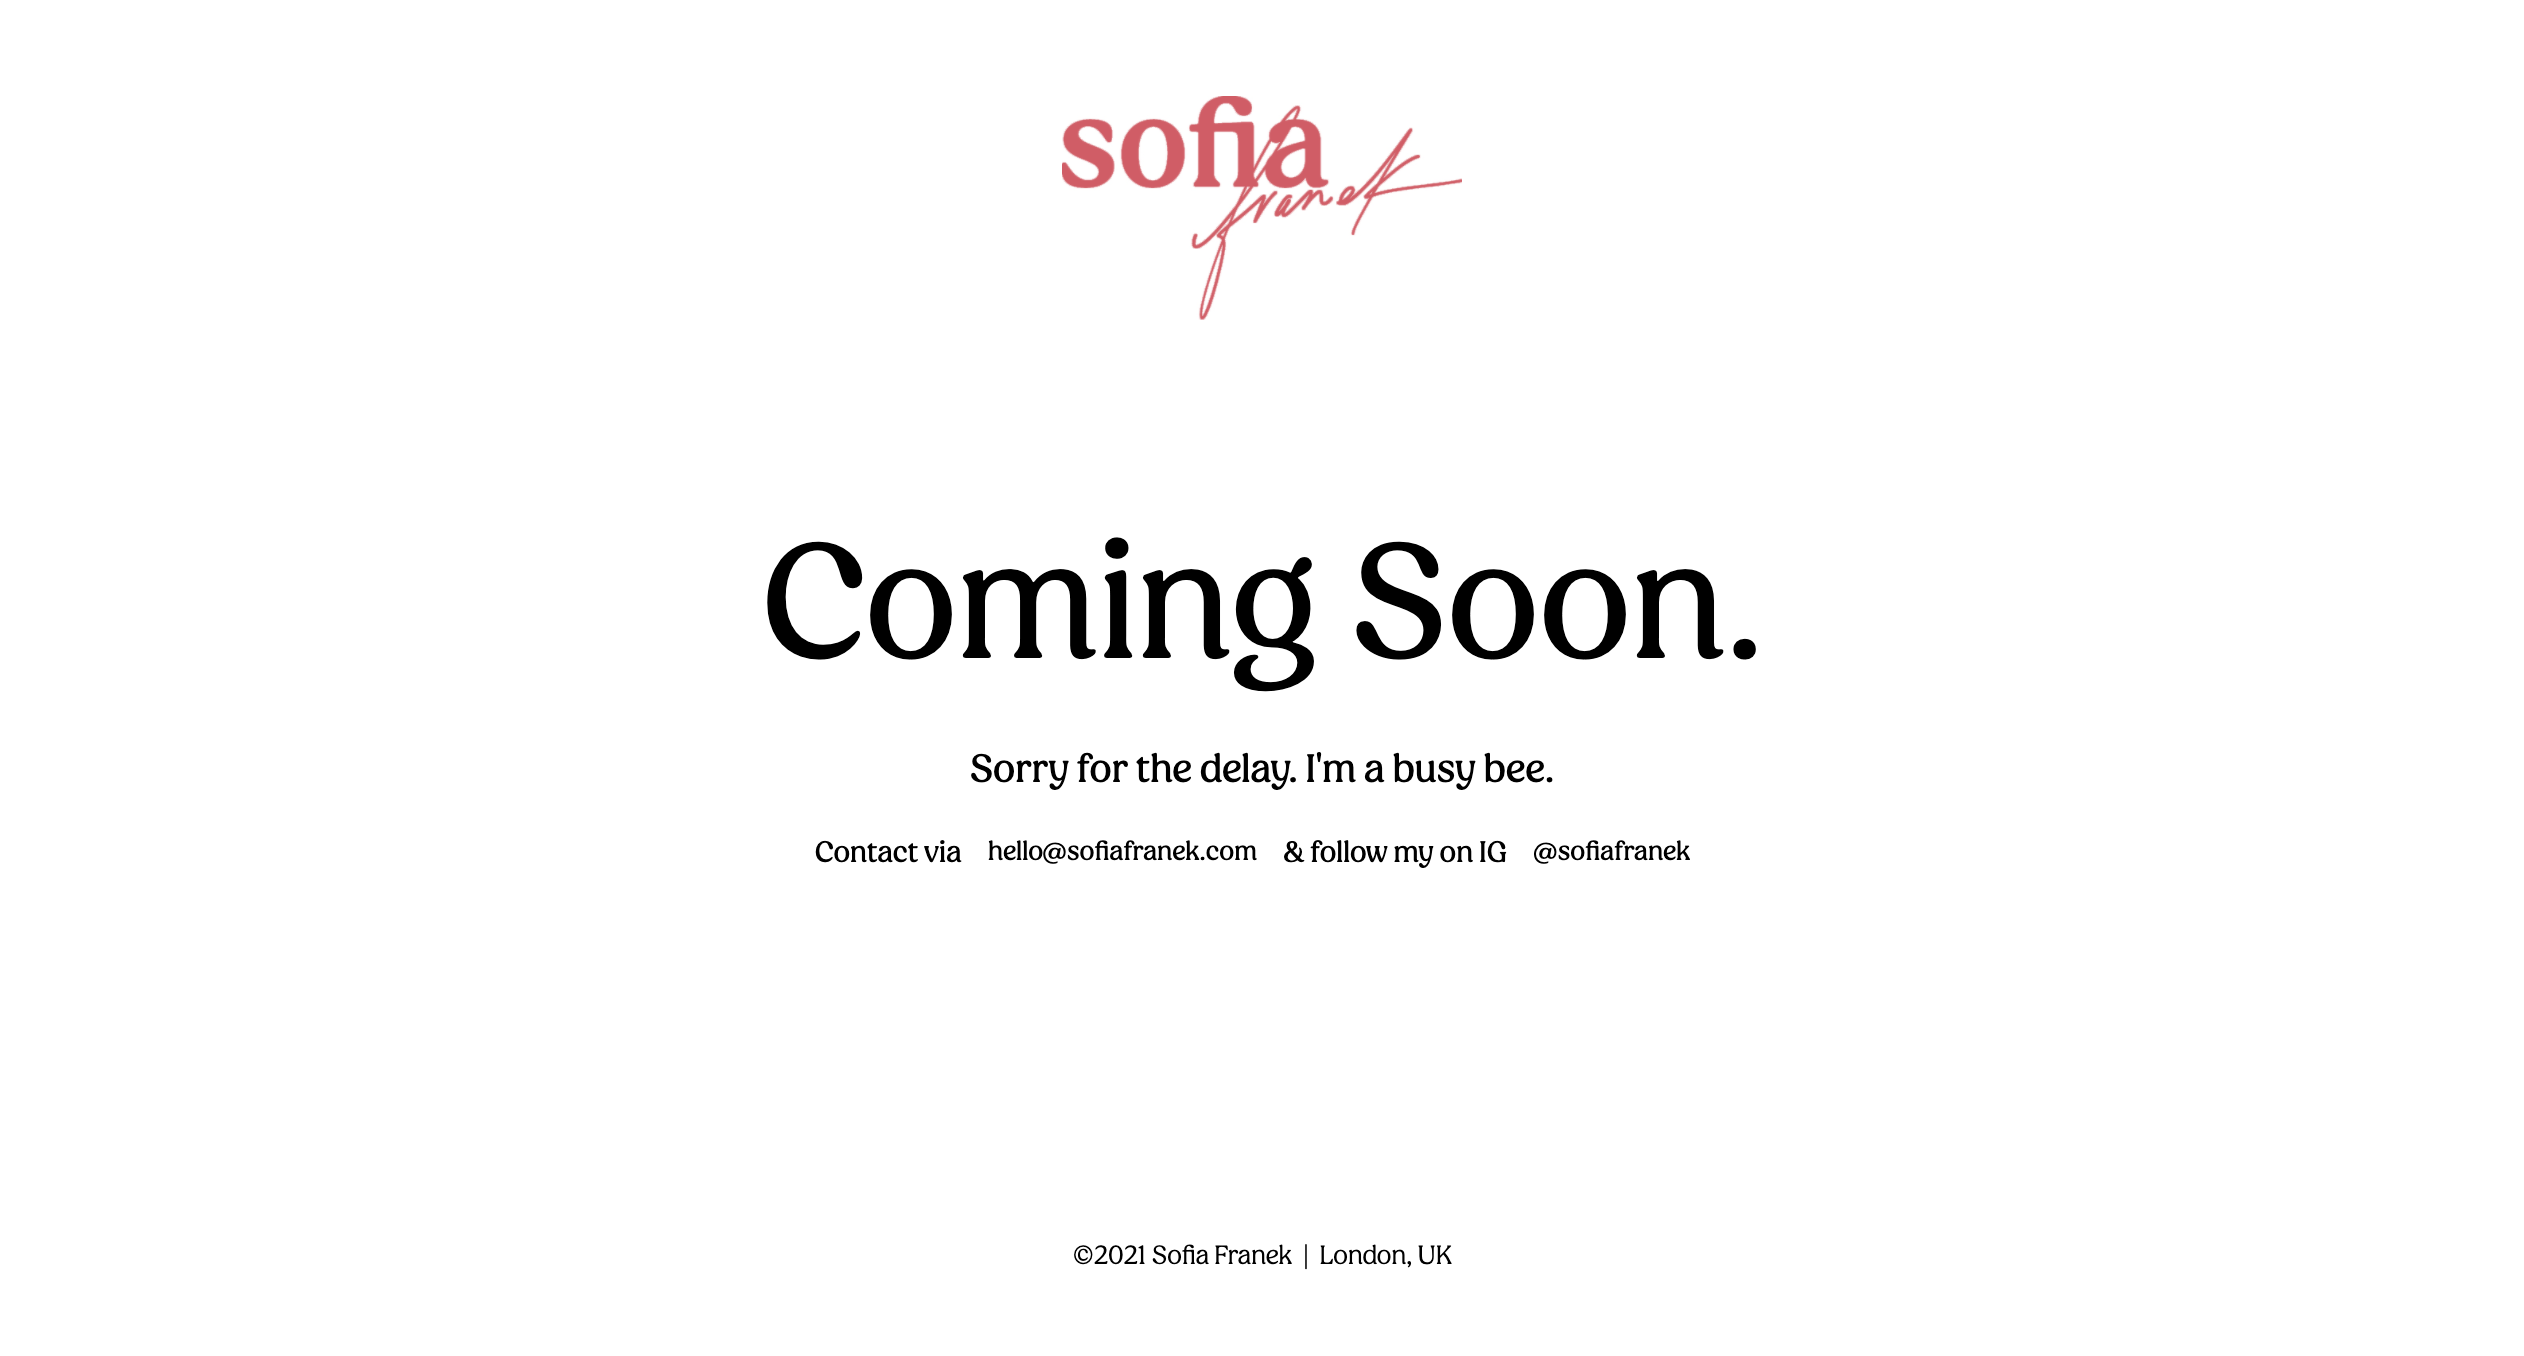 sofia
franek
Coming Soon.
Sorry for the delay. I'm a busy bee.
Contact via hello@sofiafranek.com & follow my on IG @sofiafranek
©2021 Sofia Franek | London, UK